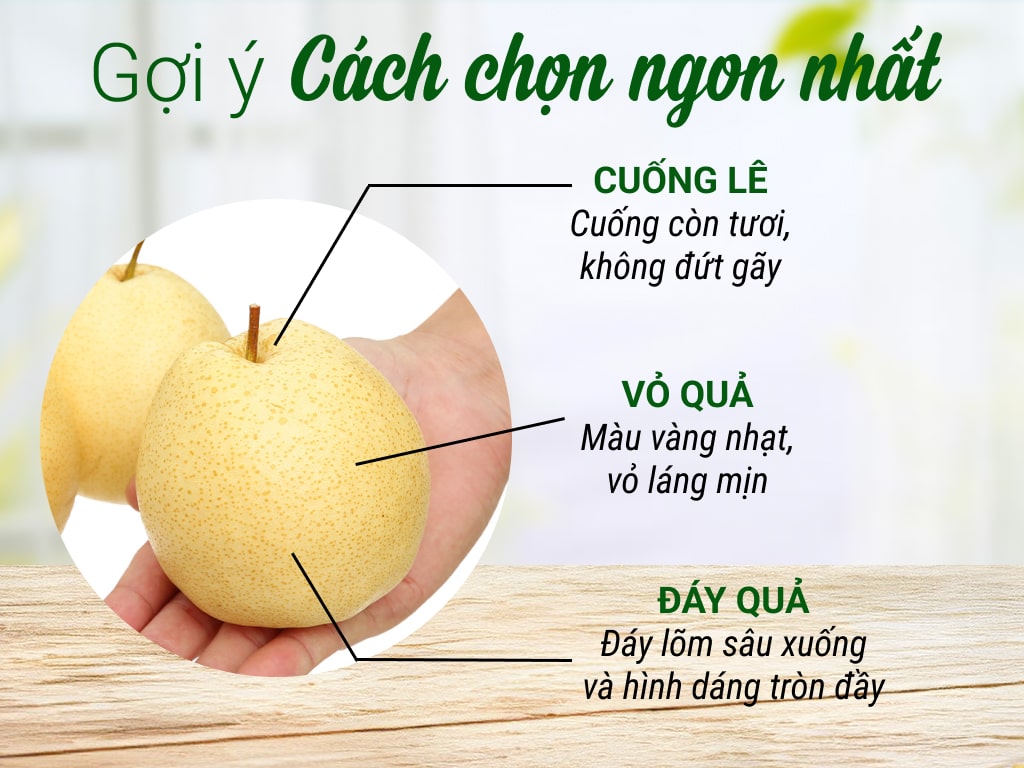 Gợi ý Cách chọn ngon nhất
CUỐNG LÊ
Cuống còn tươi,
không đứt gãy
VỎ QUẢ
Màu vàng nhạt,
vỏ láng mịn
ĐÁY QUẢ
Đáy lõm sâu xuống
và hình dáng tròn đầy